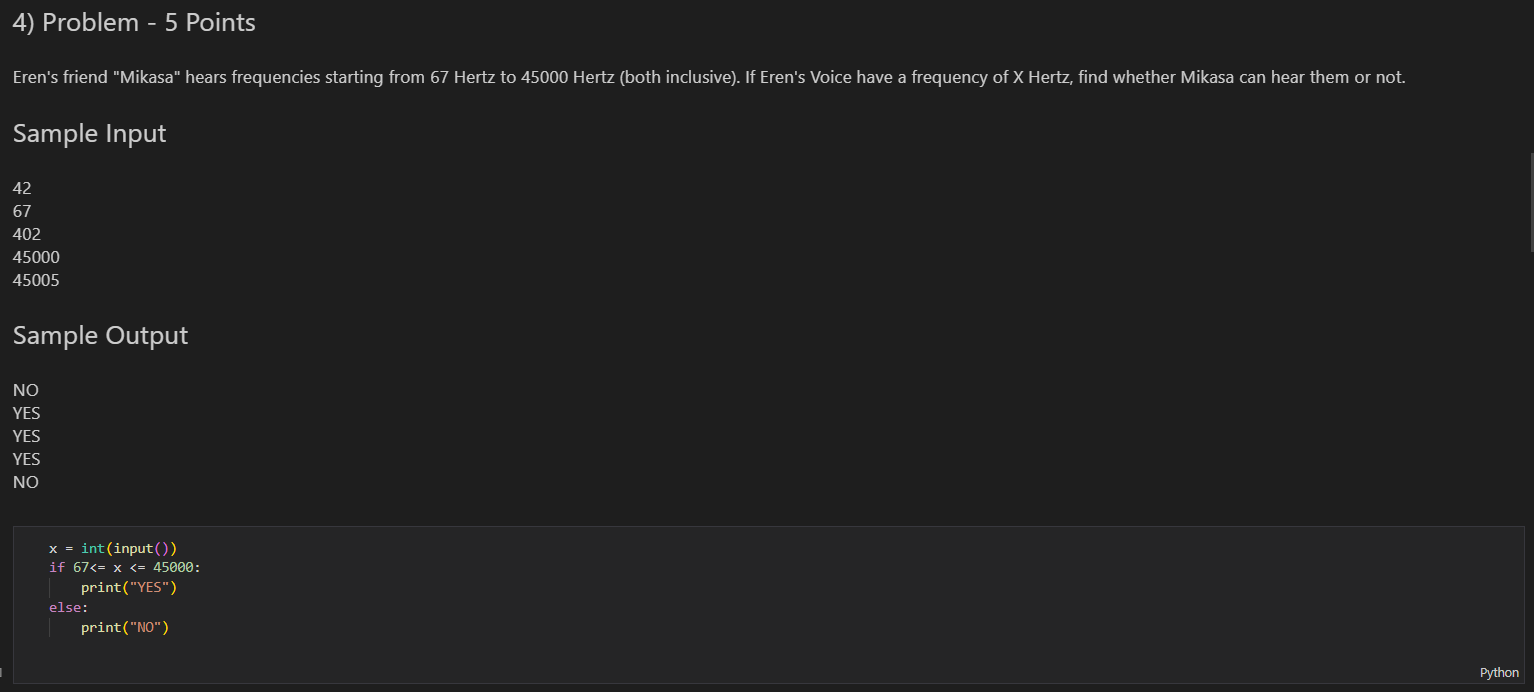 4) Problem - 5 Points
Eren's friend "Mikasa" hears frequencies starting from 67 Hertz to 45000 Hertz (both inclusive). If Eren's Voice have a frequency of X Hertz, find whether Mikasa can hear them or not.
Sample Input
42
67
402
45000
45005
Sample Output
NO
YES
YES
YES
NO
x = int(input())
if 67<= x <= 45000:
    print("YES")
else:
    print("NO")
Python